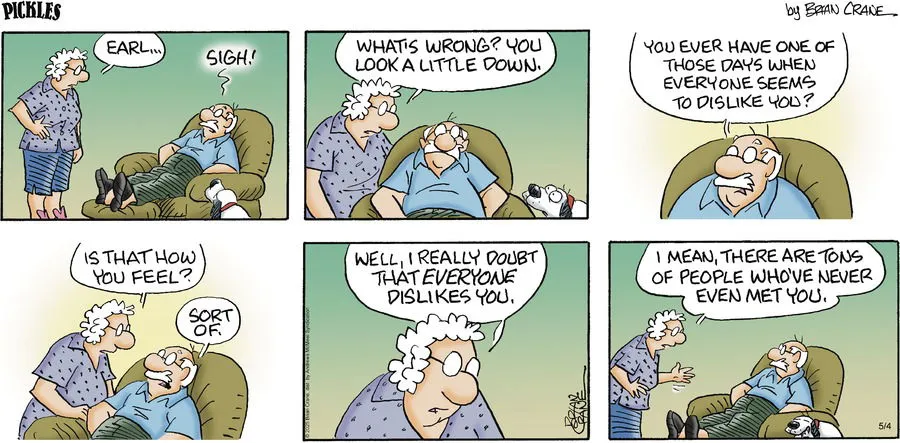 PICKLES
by BRIAN CRANE
EARL...
SIGH!
WHAT'S WRONG? YOU
LOOK A LITTLE DOWN.
YOU EVER HAVE ONE OF
THOSE DAYS WHEN
EVERYONE SEEMS
TO DISLIKE YOU?
IS THAT HOW
YOU FEEL?
SORT
OF.
WELL, I REALLY DOUBT
THAT EVERYONE
DISLIKES YOU.
BRIAN
CRANE
I MEAN, THERE ARE TONS
OF PEOPLE WHO'VE NEVER
EVEN MET YOU.
5/4